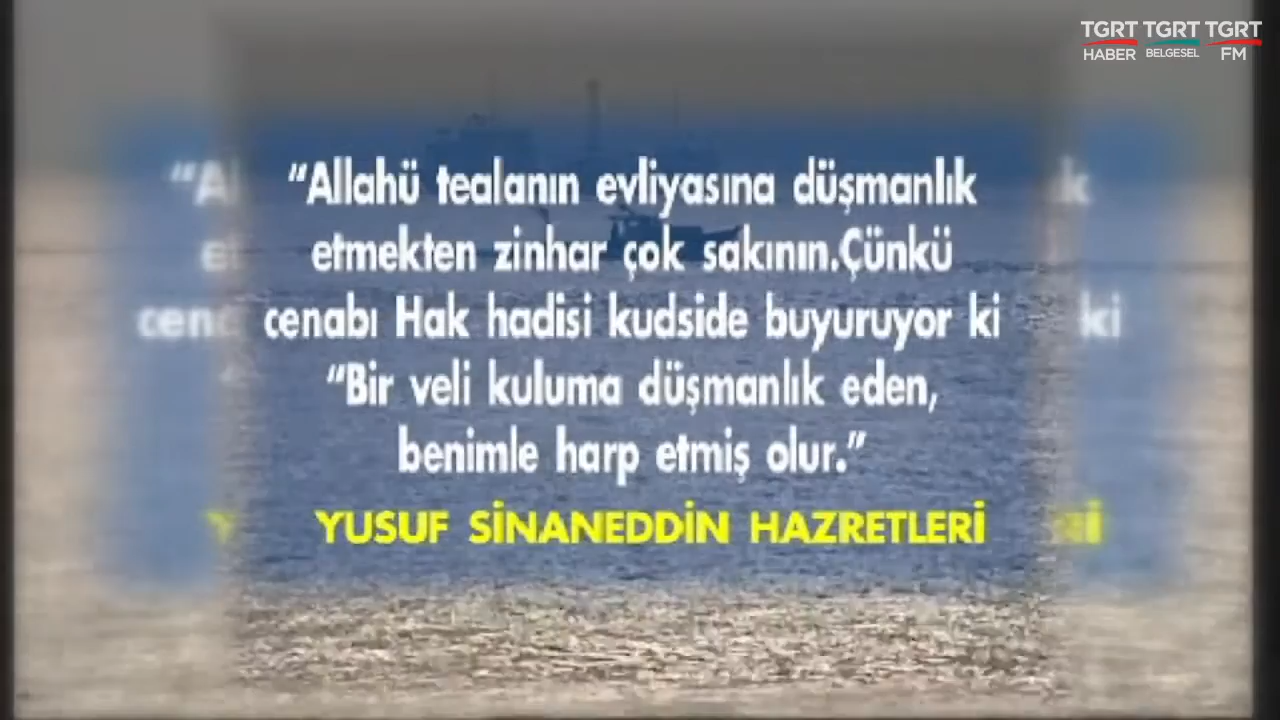 TGRT TGRT TGRT
HABER BELGESEL FM
“Allahü tealanın evliyasına düşmanlık
etmekten zinhar çok sakının.Çünkü
cenabı Hak hadisi kudside buyuruyor ki
“Bir veli kuluma düşmanlık eden,
benimle harp etmiş olur.”
YUSUF SİNANEDDİN HAZRETLERİ